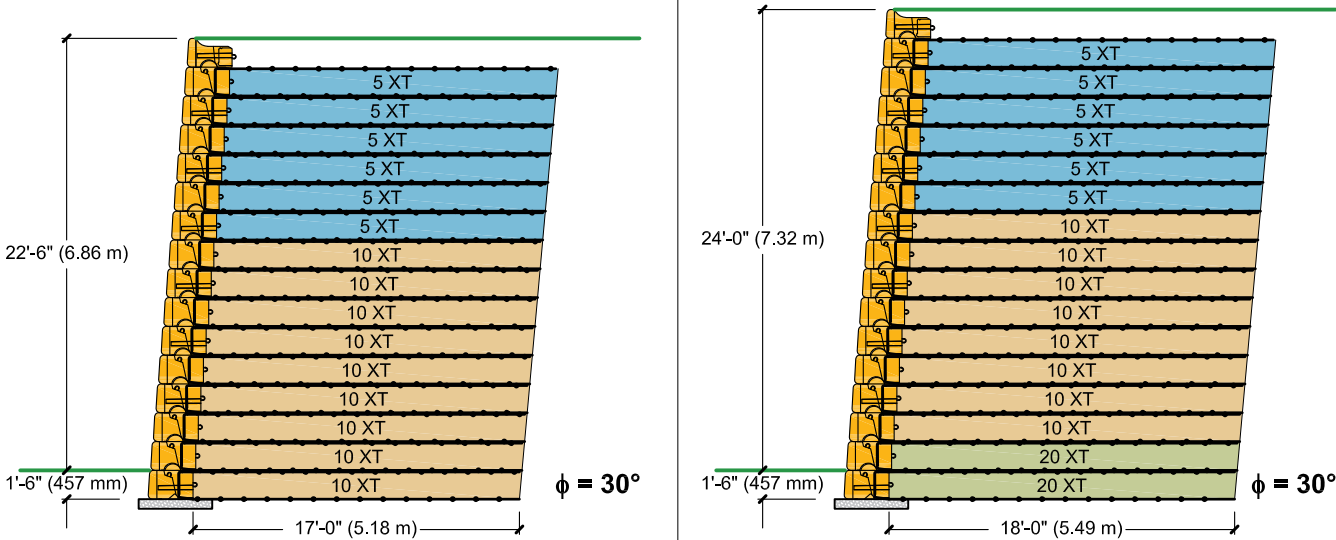 5 XT
5 XT
5 XT
5 XT
5 XT
5 XT
10 XT
10 XT
10 XT
10 XT
10 XT
10 XT
10 XT
10 XT
10 XT
22'-6" (6.86 m)
1'-6" (457 mm)
17'-0" (5.18 m)
ϕ = 30°
5 XT
5 XT
5 XT
5 XT
5 XT
5 XT
10 XT
10 XT
10 XT
10 XT
10 XT
10 XT
10 XT
10 XT
20 XT
20 XT
24'-0" (7.32 m)
1'-6" (457 mm)
18'-0" (5.49 m)
ϕ = 30°